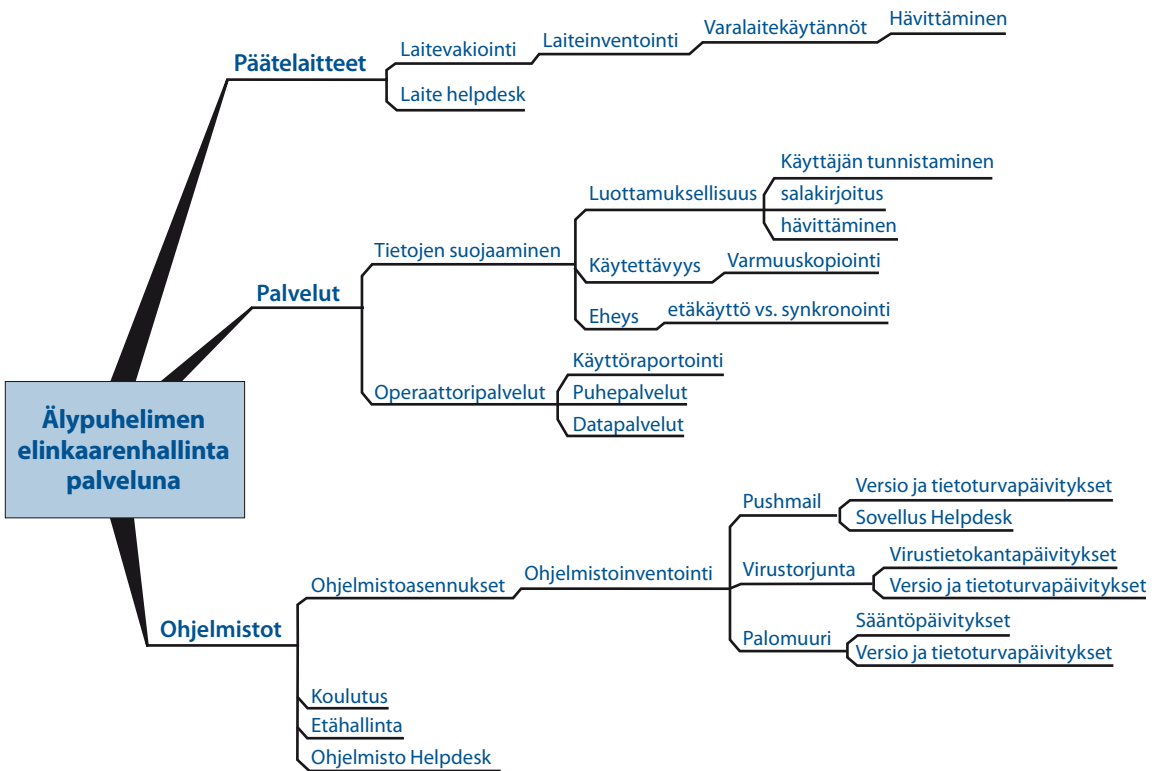 Hävittäminen
Varalaitekäytännöt
Laiteinventointi
Laitevakiointi
Päätelaitteet
Laite helpdesk
Käyttäjän tunnistaminen
Luottamuksellisuus
salakirjoitus
hävittäminen
Tietojen suojaaminen
Käytettävyys
Varmuuskopiointi
Palvelut
Eheys
etäkäyttö vs. synkronointi
Käyttöraportointi
Operaattoripalvelut
Puhepalvelut
Datapalvelut
Älypuhelimen
elinkaarenhallinta
palveluna
Versio ja tietoturvapäivitykset
Pushmail
Sovellus Helpdesk
Virustietokantapäivitykset
Ohjelmistoasennukset
Ohjelmistoinventointi
Virustorjunta
Versio ja tietoturvapäivitykset
Sääntöpäivitykset
Ohjelmistot
Palomuuri
Versio ja tietoturvapäivitykset
Koulutus
Etähallinta
Ohjelmisto Helpdesk